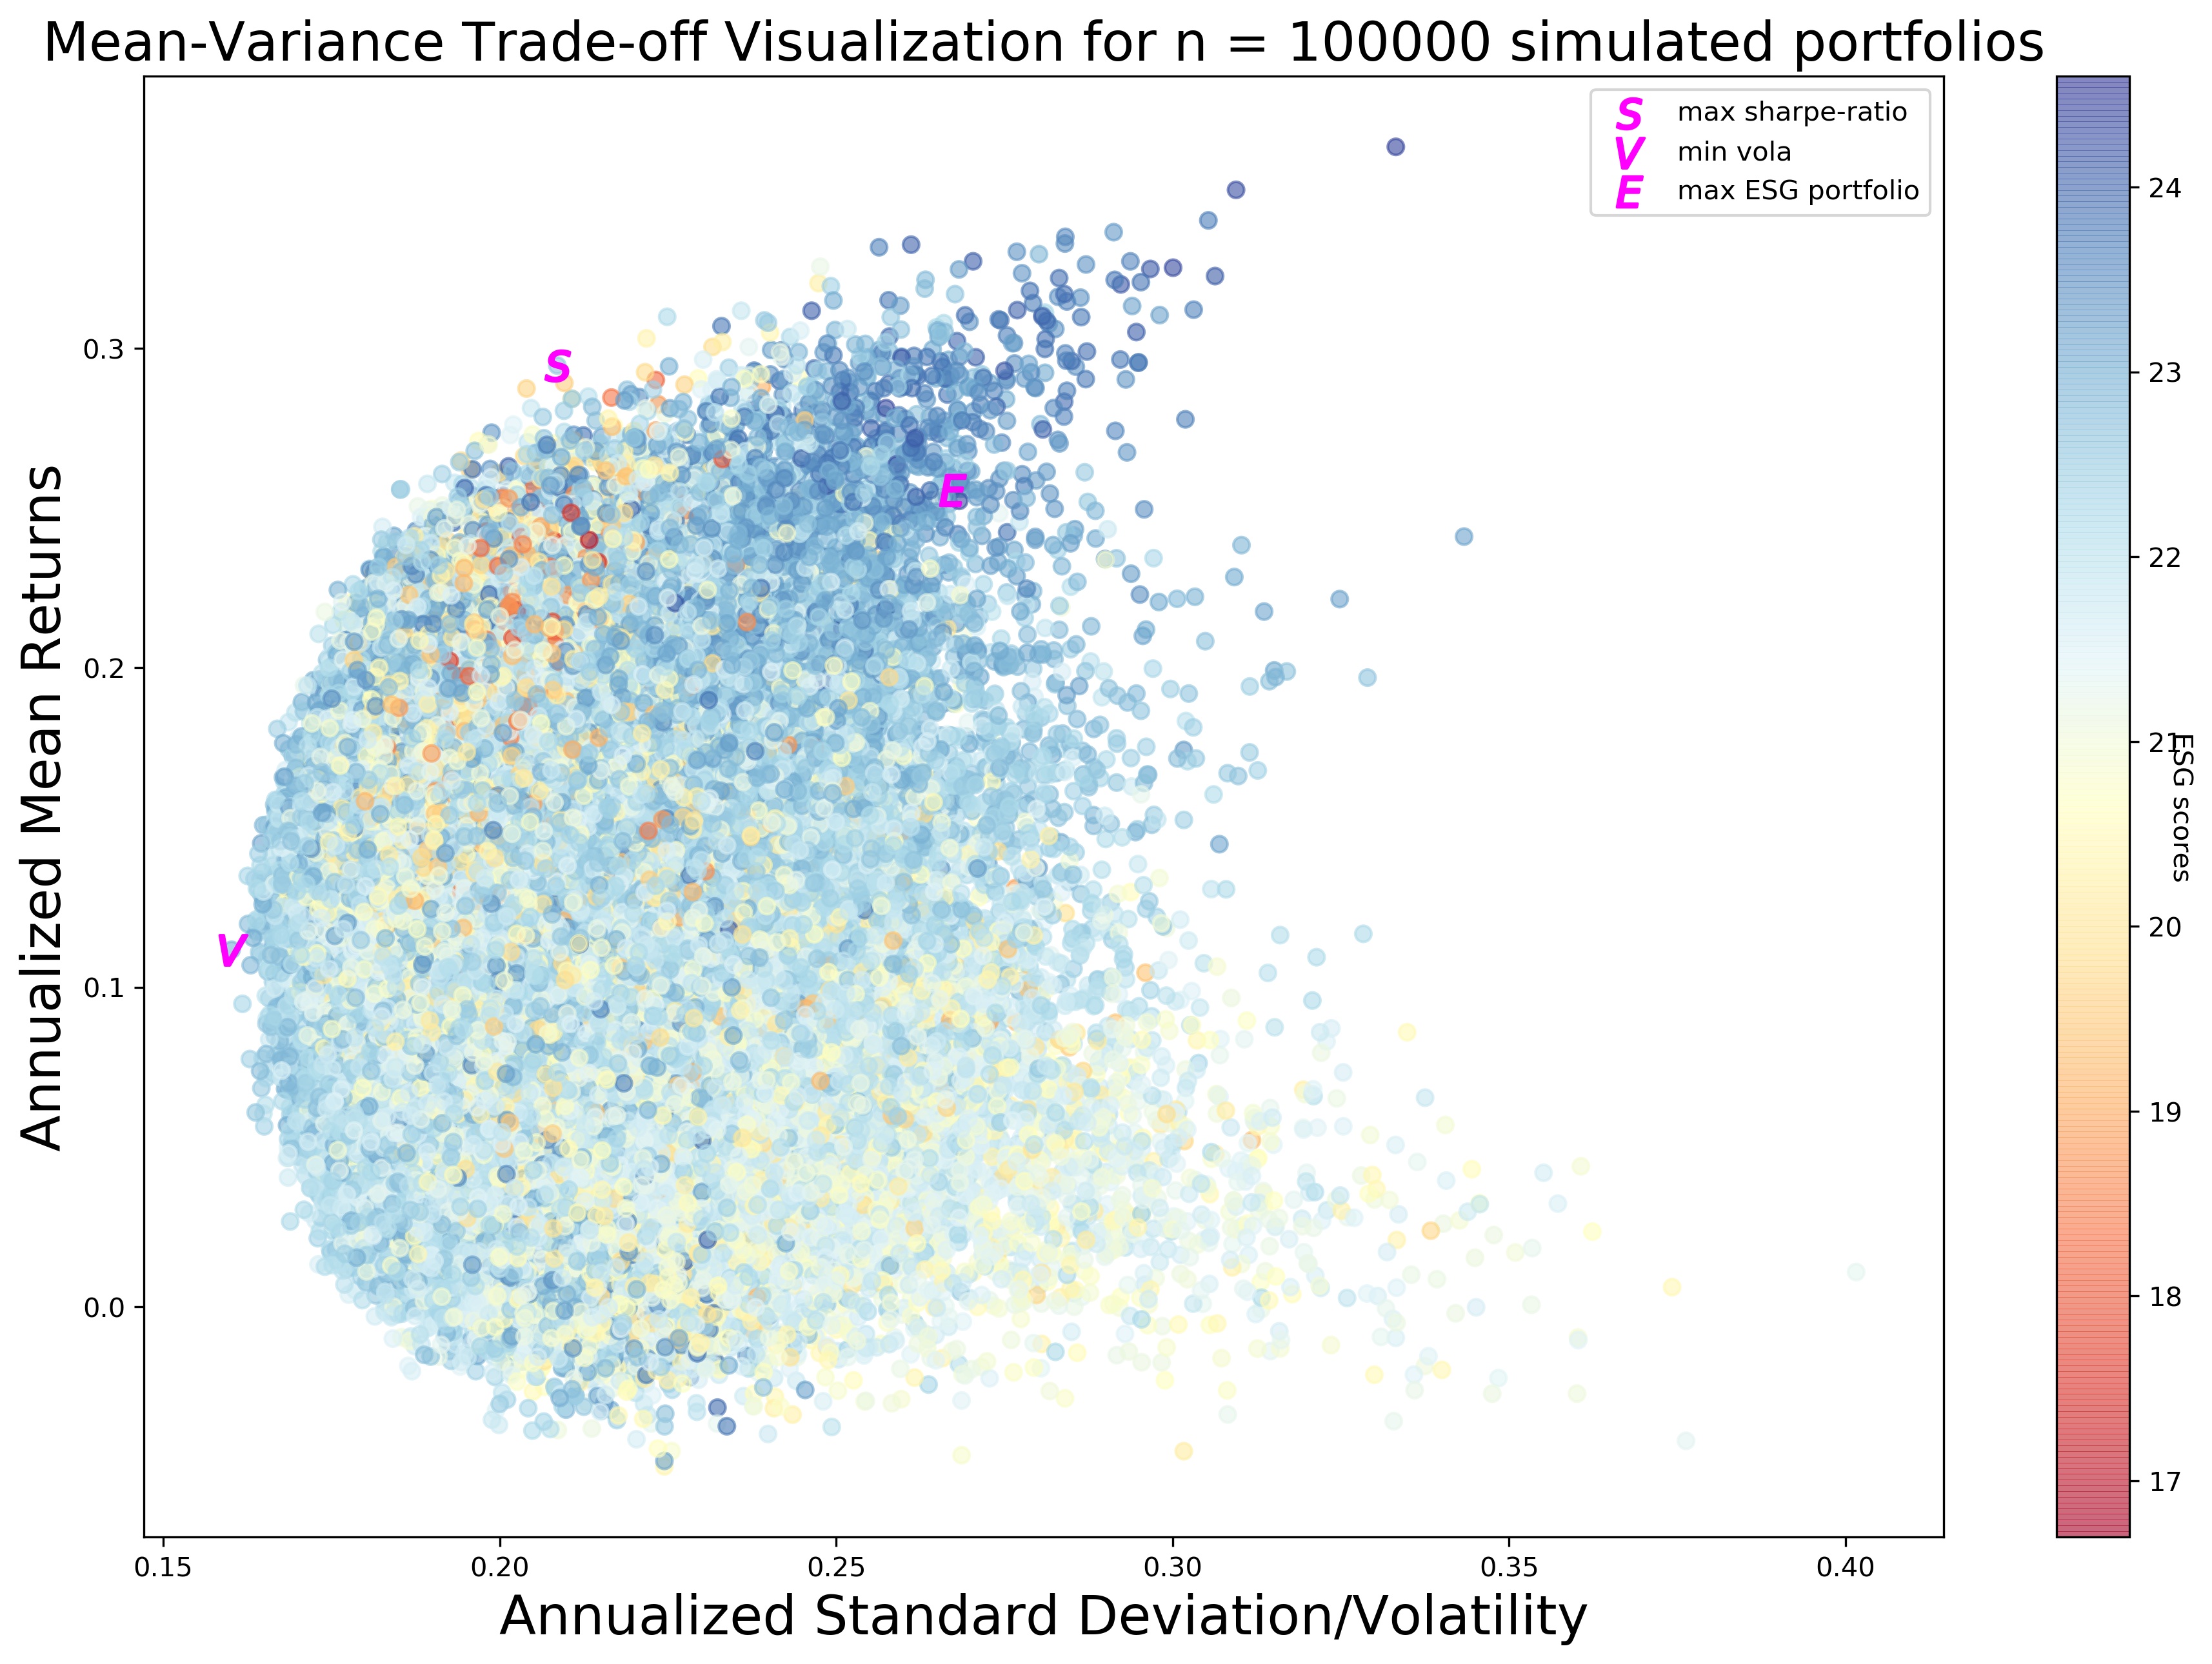 Mean-Variance Trade-off Visualization for n = 100000 simulated portfolios
S max sharpe-ratio
V min vola
E max ESG portfolio
Annualized Mean Returns
0.3
0.2
0.1
0.0
S
E
V
0.15 0.20 0.25 0.30 0.35 0.40
Annualized Standard Deviation/Volatility
24
23
22
21
20
19
18
17
ESG scores